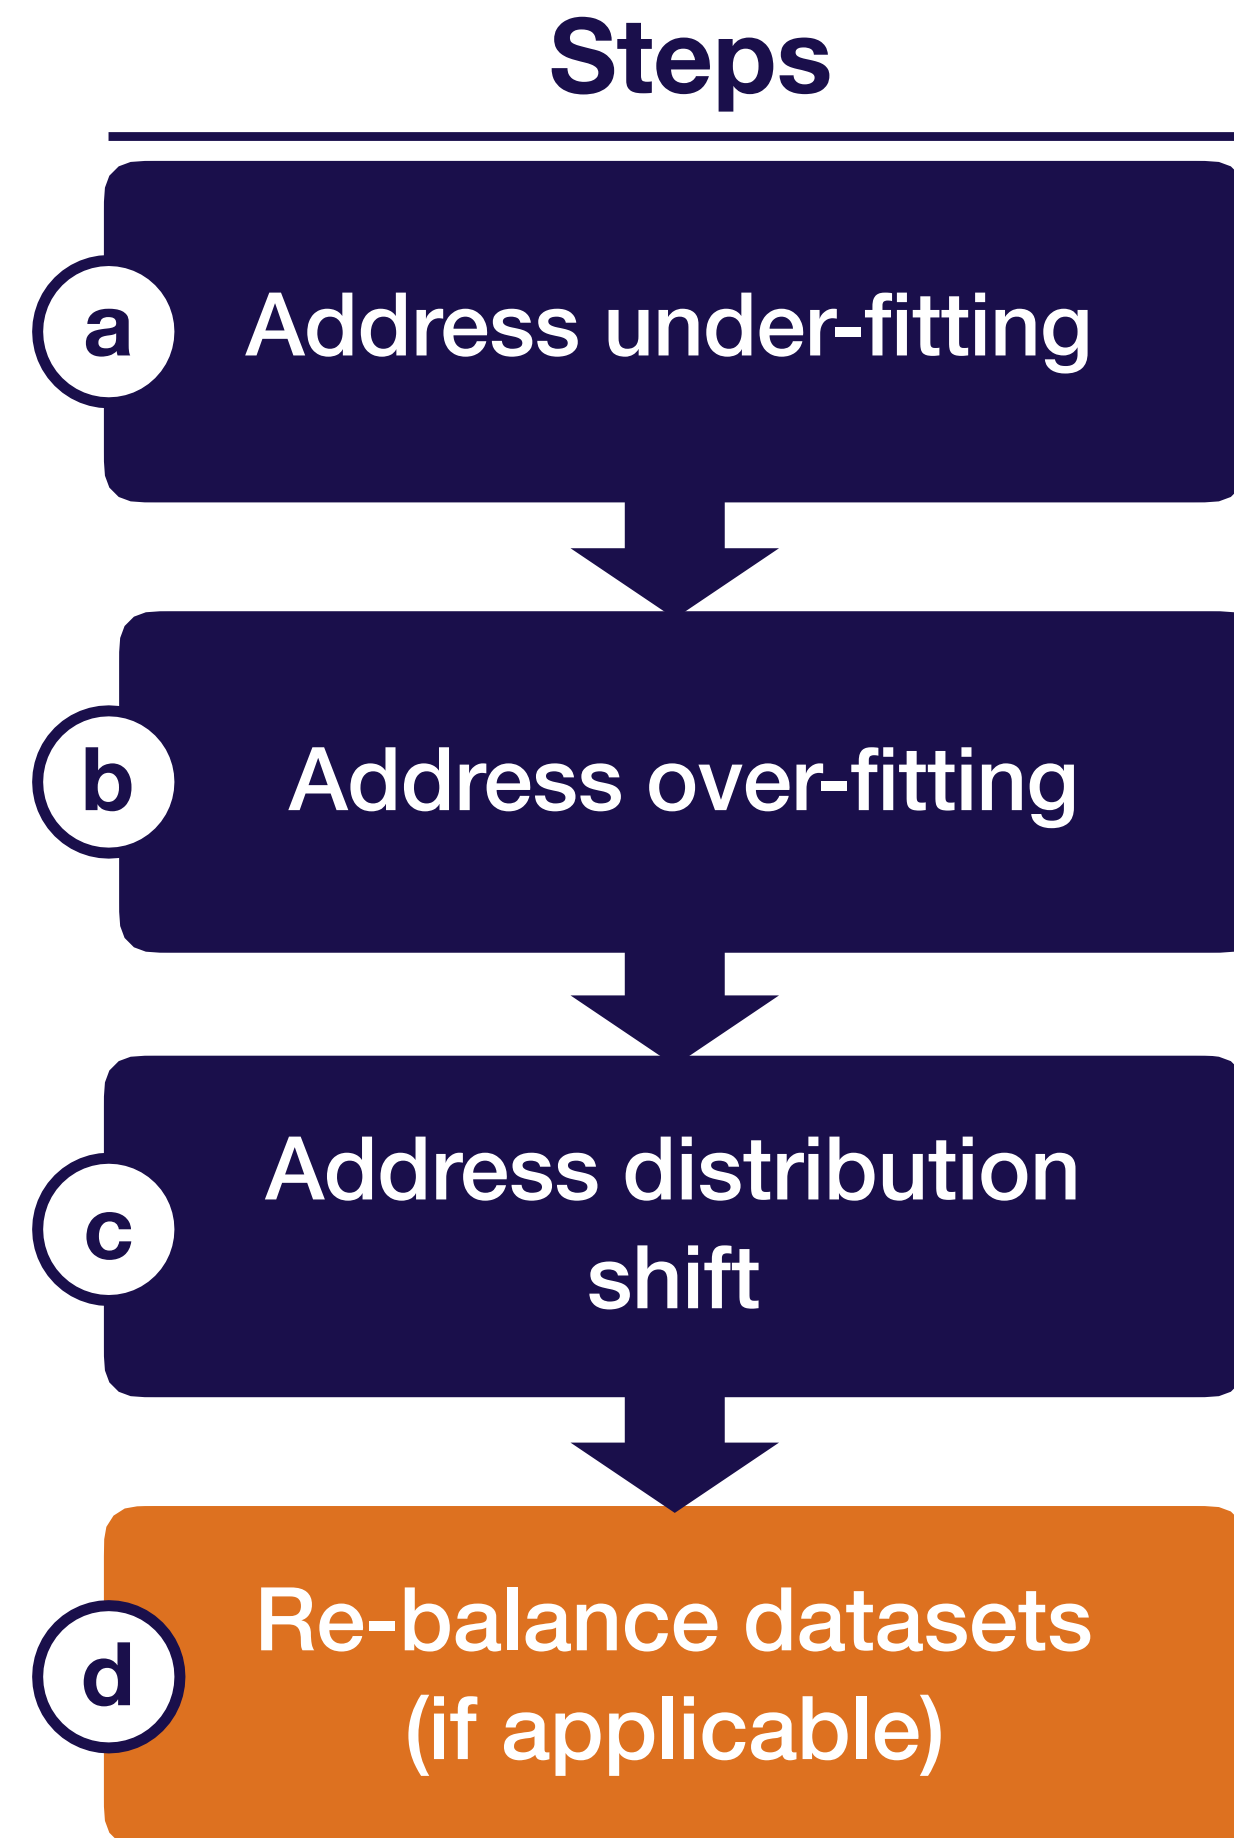 Steps
a
Address under-fitting
b
Address over-fitting
c
Address distribution
shift
d
Re-balance datasets
(if applicable)